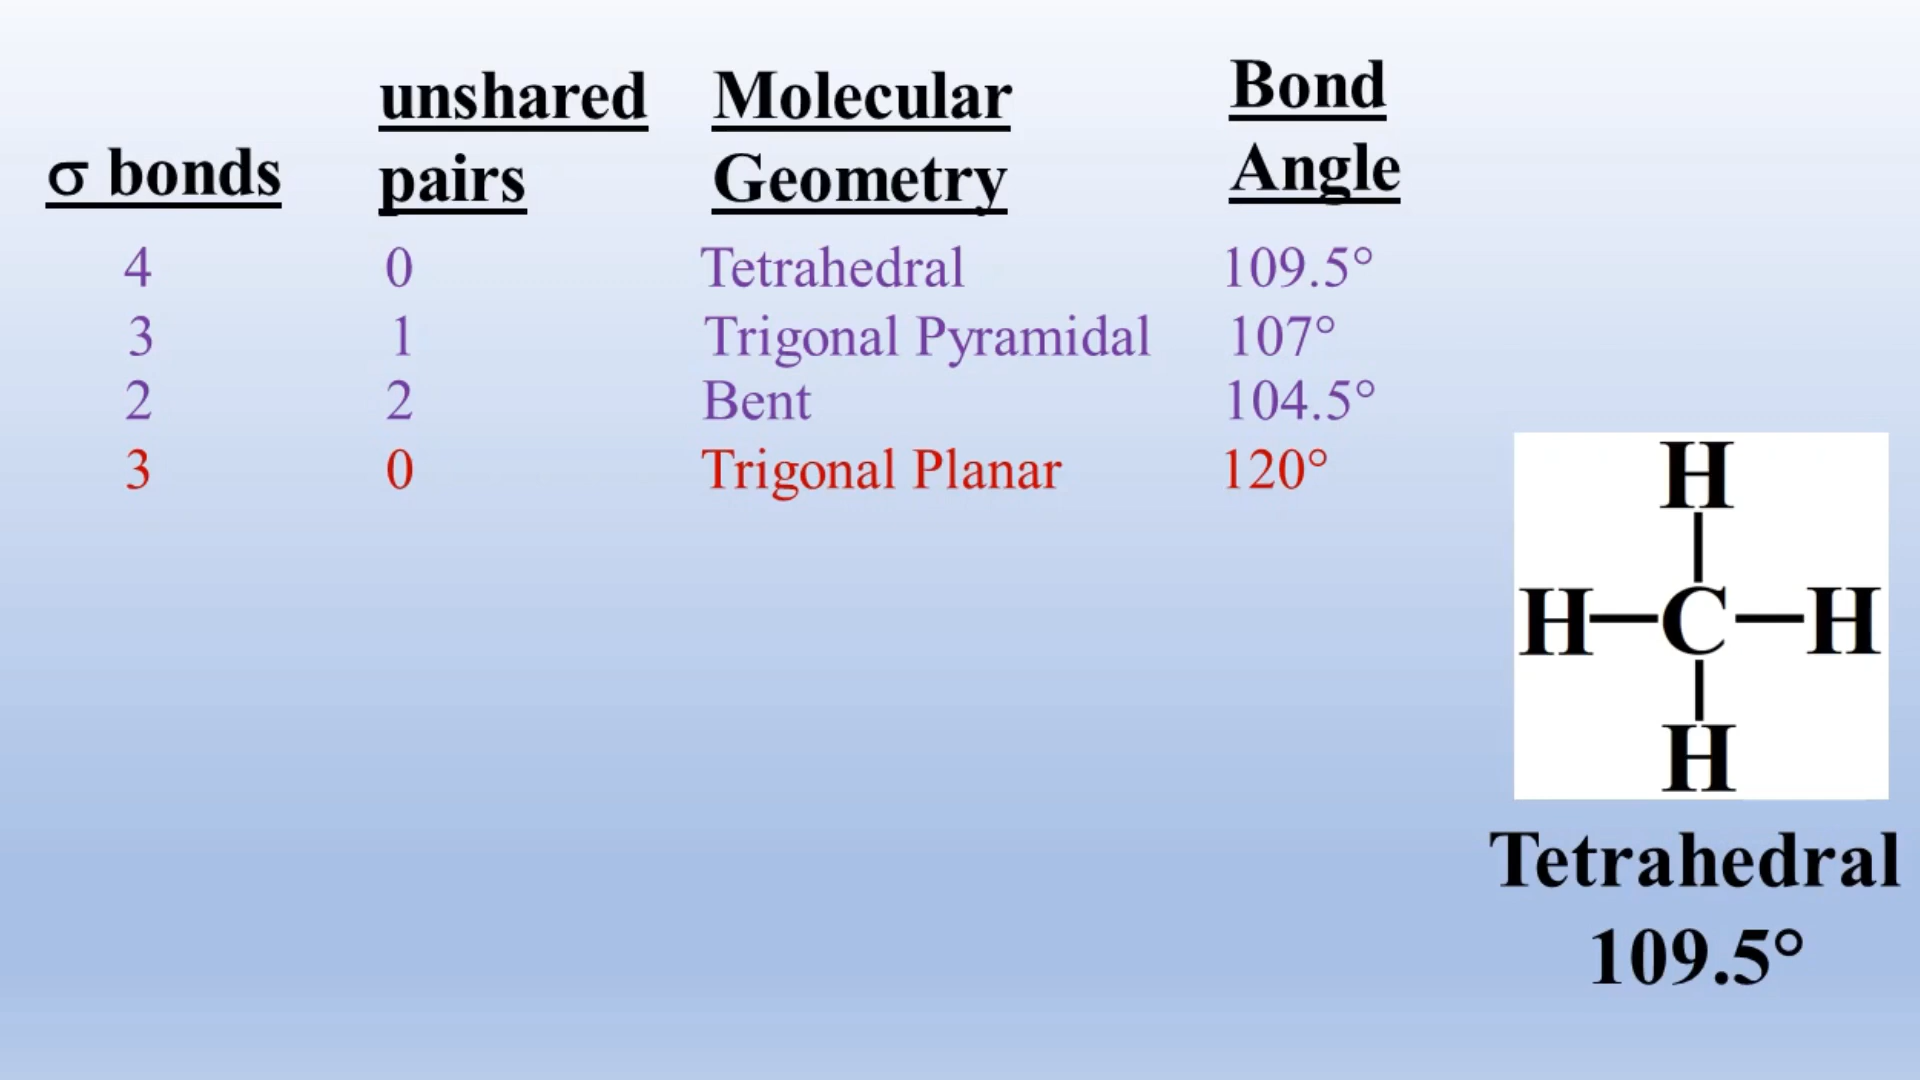 σ bonds unshared pairs Molecular Geometry Bond Angle
4 0 Tetrahedral 109.5°
3 1 Trigonal Pyramidal 107°
2 2 Bent 104.5°
3 0 Trigonal Planar 120°
H
H—C—H
H
Tetrahedral
109.5°